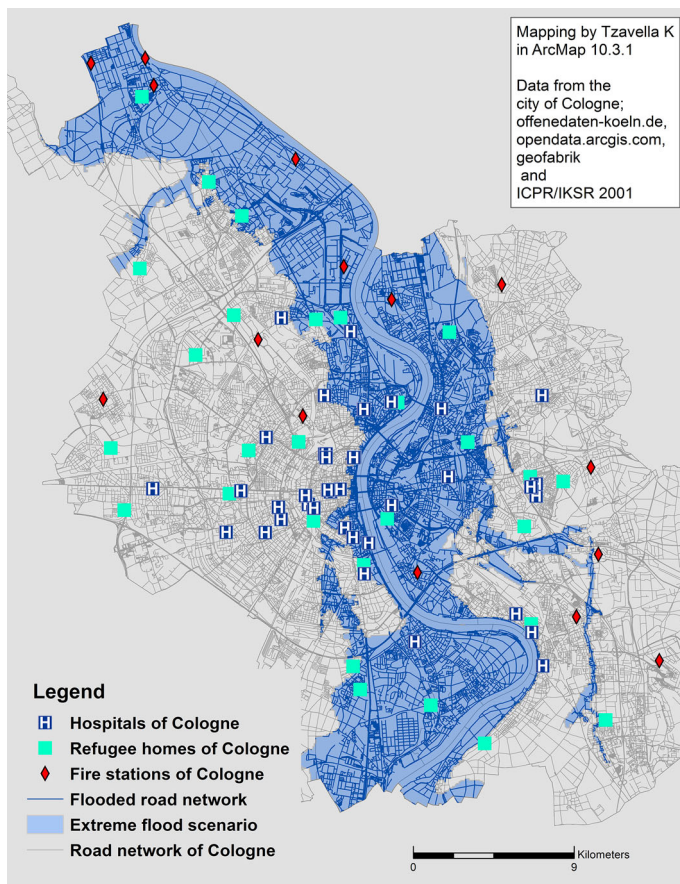 Mapping by Tzavella K
in ArcMap 10.3.1
Data from the
city of Cologne;
offenedaten-koeln.de,
opendata.arcgis.com,
geofabrik
and
ICPR/IKSR 2001
Legend
Hospitals of Cologne
Refugee homes of Cologne
Fire stations of Cologne
Flooded road network
Extreme flood scenario
Road network of Cologne
Kilometers
0 9